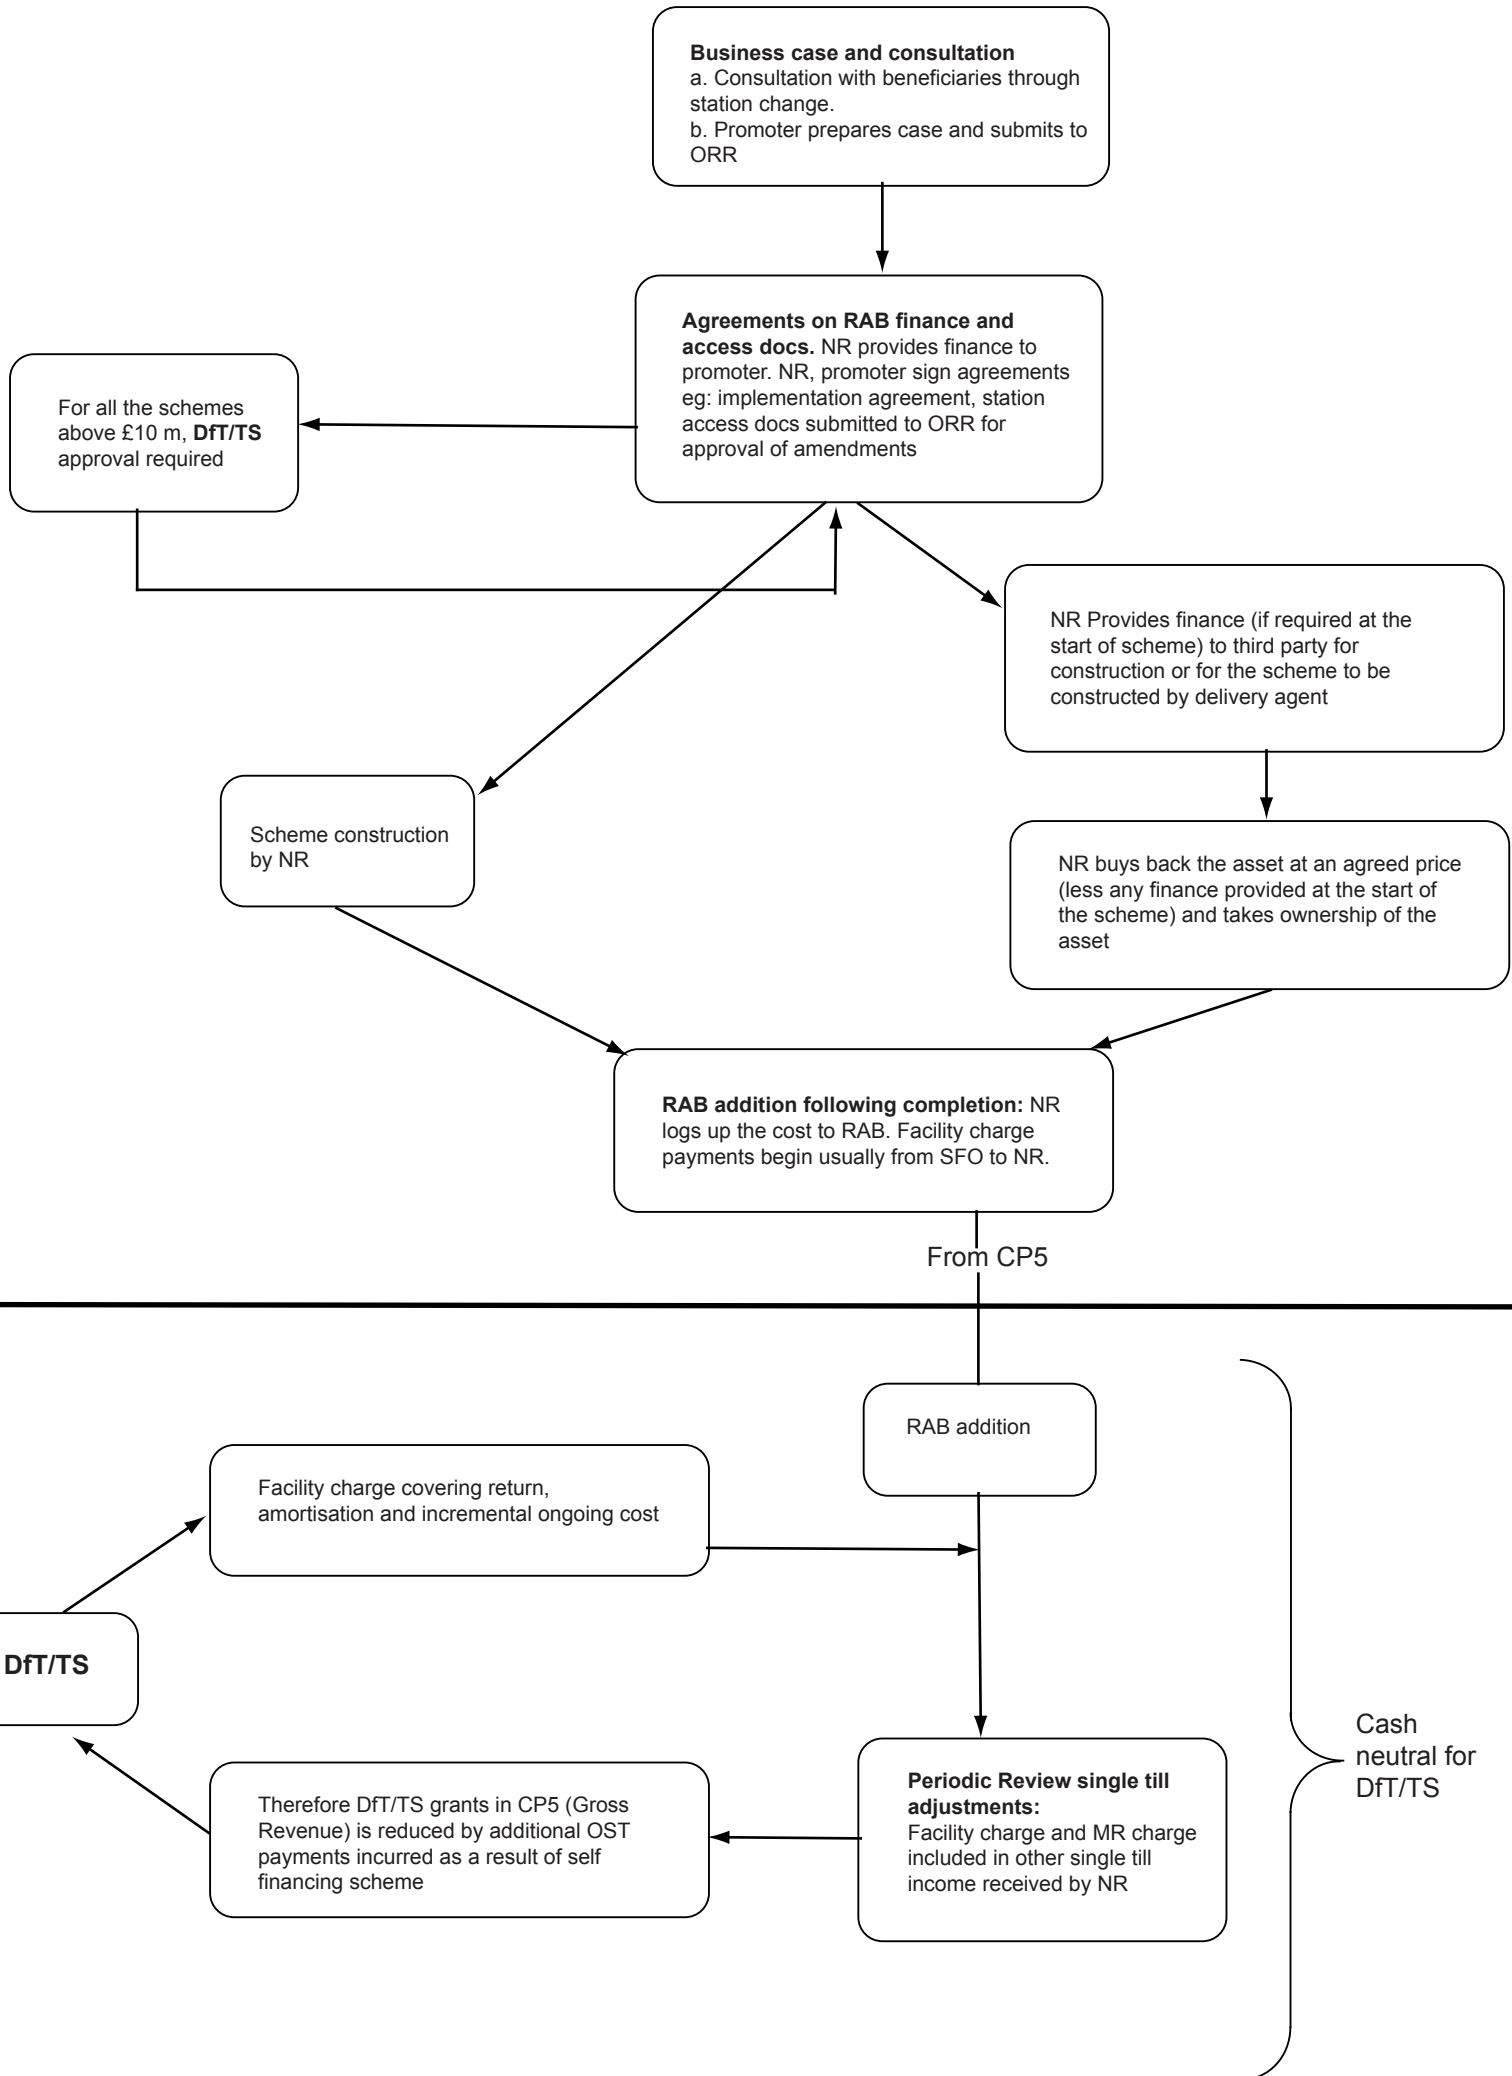 Business case and consultation
a. Consultation with beneficiaries through
station change.
b. Promoter prepares case and submits to
ORR
Agreements on RAB finance and
access docs. NR provides finance to
promoter. NR, promoter sign agreements
eg: implementation agreement, station
access docs submitted to ORR for
approval of amendments
For all the schemes
above £10 m, DfT/TS
approval required
NR Provides finance (if required at the
start of scheme) to third party for
construction or for the scheme to be
constructed by delivery agent
Scheme construction
by NR
NR buys back the asset at an agreed price
(less any finance provided at the start of
the scheme) and takes ownership of the
asset
RAB addition following completion: NR
logs up the cost to RAB. Facility charge
payments begin usually from SFO to NR.
From CP5
RAB addition
Facility charge covering return,
amortisation and incremental ongoing cost
DfT/TS
Therefore DfT/TS grants in CP5 (Gross
Revenue) is reduced by additional OST
payments incurred as a result of self
financing scheme
Periodic Review single till
adjustments:
Facility charge and MR charge
included in other single till
income received by NR
Cash
neutral for
DfT/TS